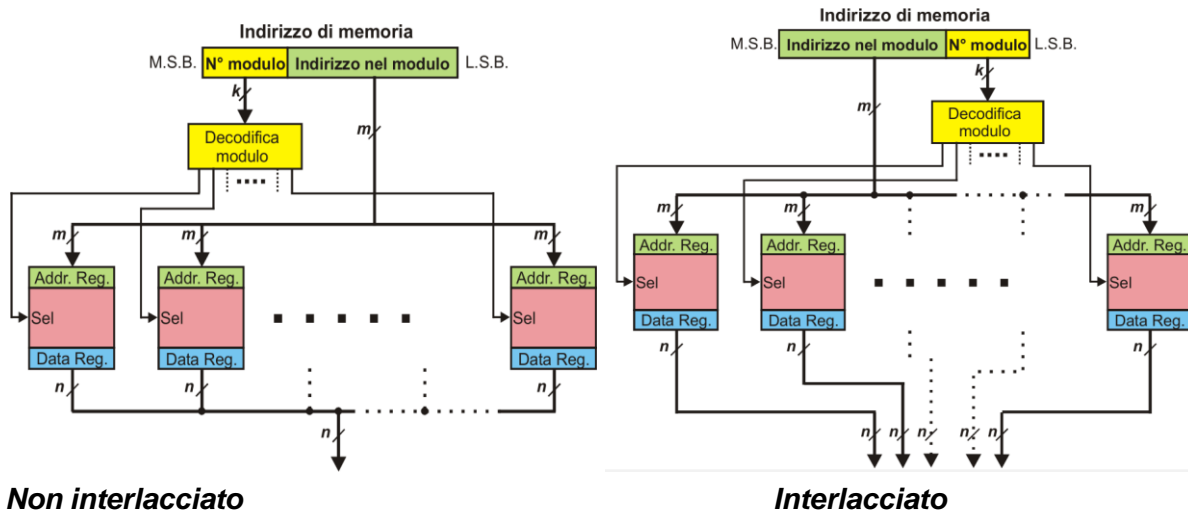 Indirizzo di memoria
M.S.B. N° modulo Indirizzo nel modulo L.S.B.
k
m
Decodifica
modulo
m m m
Addr. Reg. Addr. Reg. Addr. Reg.
Sel Sel Sel
Data Reg. Data Reg. Data Reg.
n n n
n
Non interlacciato
Indirizzo di memoria
M.S.B. Indirizzo nel modulo N° modulo L.S.B.
k
m
Decodifica
modulo
m m m
Addr. Reg. Addr. Reg. Addr. Reg.
Sel Sel Sel
Data Reg. Data Reg. Data Reg.
n n n
n n n n n
Interlacciato